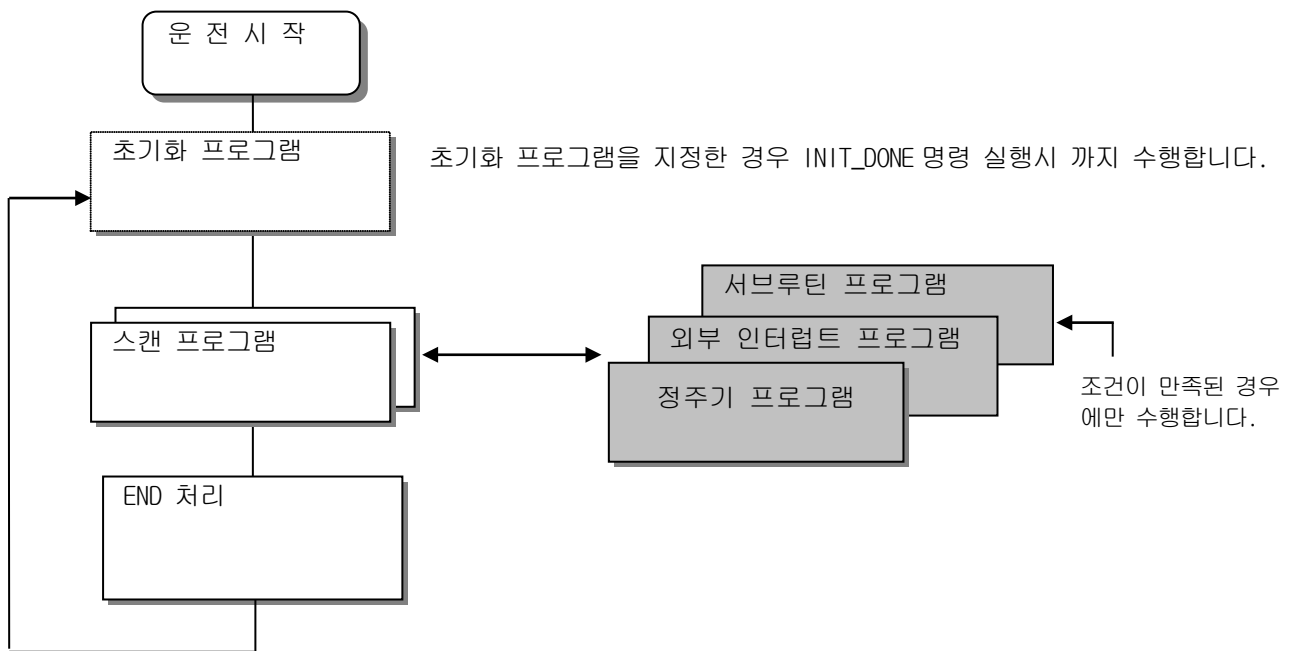 운 전 시 작
초기화 프로그램
초기화 프로그램을 지정한 경우 INIT_DONE 명령 실행시 까지 수행합니다.
서브루틴 프로그램
외부 인터럽트 프로그램
스캔 프로그램
정주기 프로그램
조건이 만족된 경우
에만 수행합니다.
END 처리